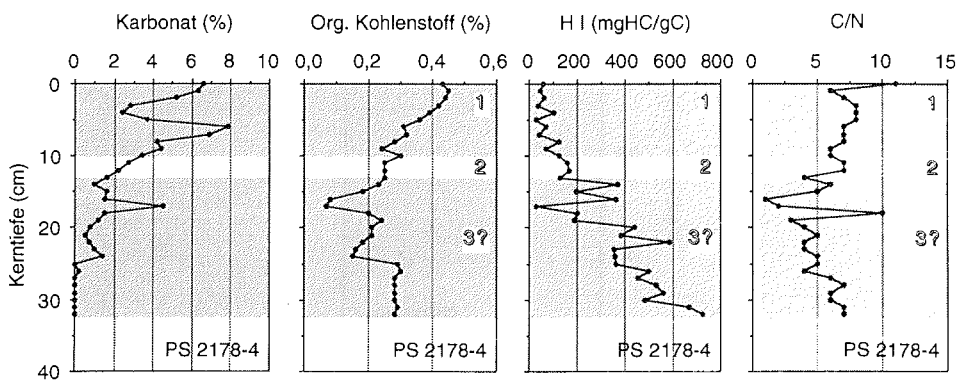 Karbonat (%)
Org. Kohlenstoff (%)
H I (mgHC/gC)
C/N
0 2 4 6 8 10
0,0 0,2 0,4 0,6
0 200 400 600 800
0 5 10 15
Kerntiefe (cm)
0
10
20
30
40
1
2
3?
1
2
3?
1
2
3?
PS 2178-4
PS 2178-4
PS 2178-4
PS 2178-4